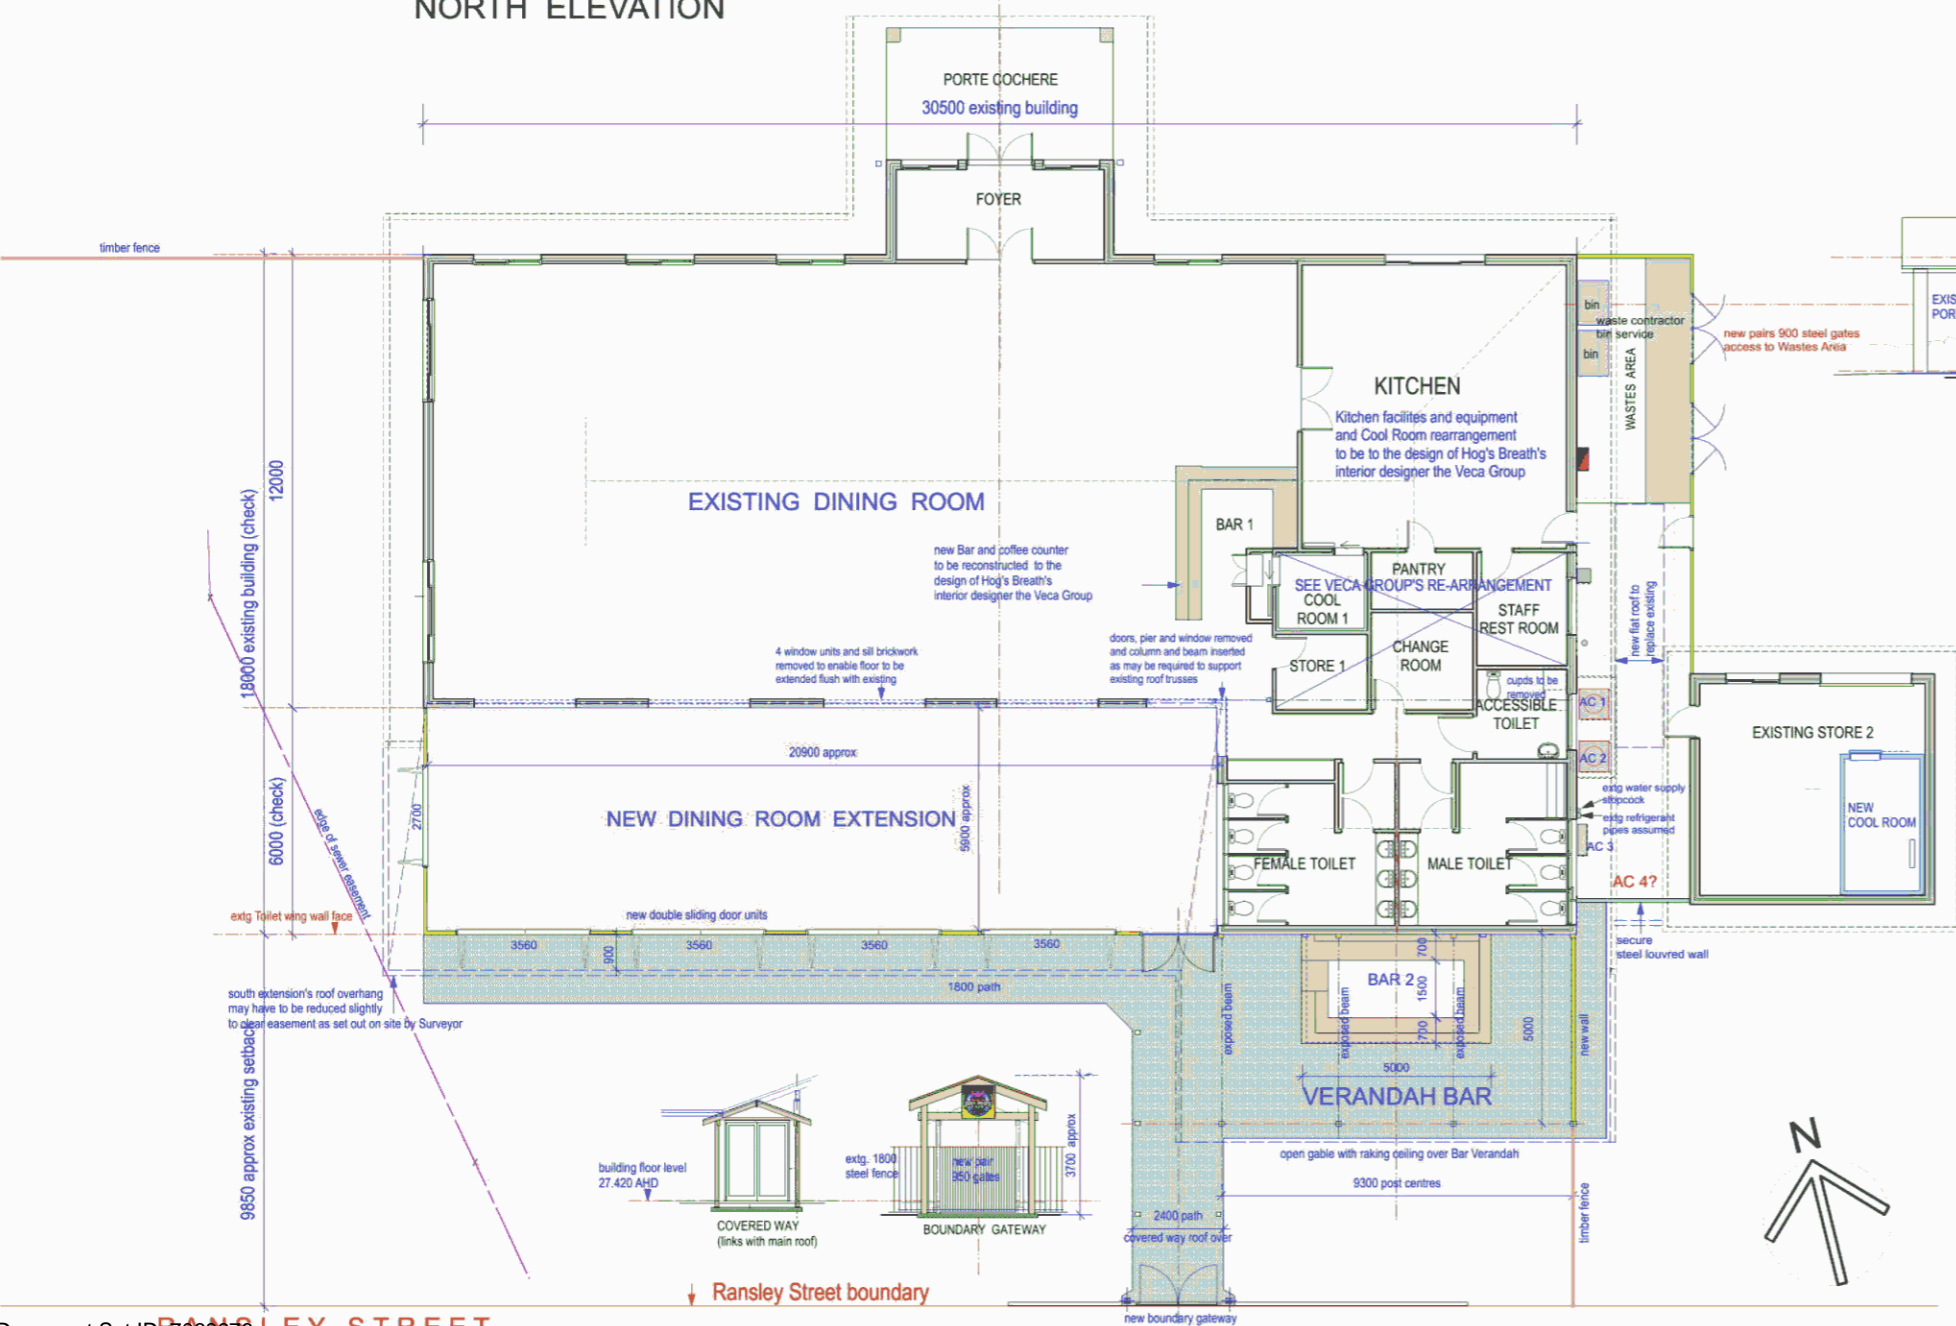 NORTH ELEVATION
PORTE COCHERE
30500 existing building
FOYER
timber fence
EXIS
POR
bin
waste contractor
bin service
bin
WASTES AREA
new pairs 900 steel gates
access to Wastes Area
KITCHEN
Kitchen facilites and equipment
and Cool Room rearrangement
to be to the design of Hog's Breath's
interior designer the Veca Group
12000
18000 existing building (check)
EXISTING DINING ROOM
BAR 1
new Bar and coffee counter
to be reconstructed to the
design of Hog's Breath's
interior designer the Veca Group
PANTRY
SEE VECA GROUP'S RE-ARRANGEMENT
COOL
ROOM 1
STAFF
REST ROOM
new flat roof to
replace existing
4 window units and sill brickwork
removed to enable floor to be
extended flush with existing
doors, pier and window removed
and column and beam inserted
as may be required to support
existing roof trusses
STORE 1
CHANGE
ROOM
cupds to be
removed
ACCESSIBLE
TOILET
AC 1
AC 2
EXISTING STORE 2
20900 approx
6000 (check)
2700
edge of sewer easement
NEW DINING ROOM EXTENSION
5900 approx
extg water supply
stopcock
extg refrigerant
pipes assumed
AC 3
NEW
COOL ROOM
FEMALE TOILET
MALE TOILET
AC 4?
extg Toilet wing wall face
new double sliding door units
3560
900
3560
3560
3560
secure
steel louvred wall
BAR 2
700
1500
700
1800 path
south extension's roof overhang
may have to be reduced slightly
to clear easement as set out on site by Surveyor
exposed beam
exposed beam
exposed beam
5000
new wall
5000
VERANDAH BAR
9850 approx existing setback
building floor level
27.420 AHD
COVERED WAY
(links with main roof)
extg. 1800
steel fence
new pair
950 gates
3700 approx
BOUNDARY GATEWAY
open gable with raking ceiling over Bar Verandah
9300 post centres
timber fence
2400 path
covered way roof over
N
Ransley Street boundary
new boundary gateway
RANSLEY STREET